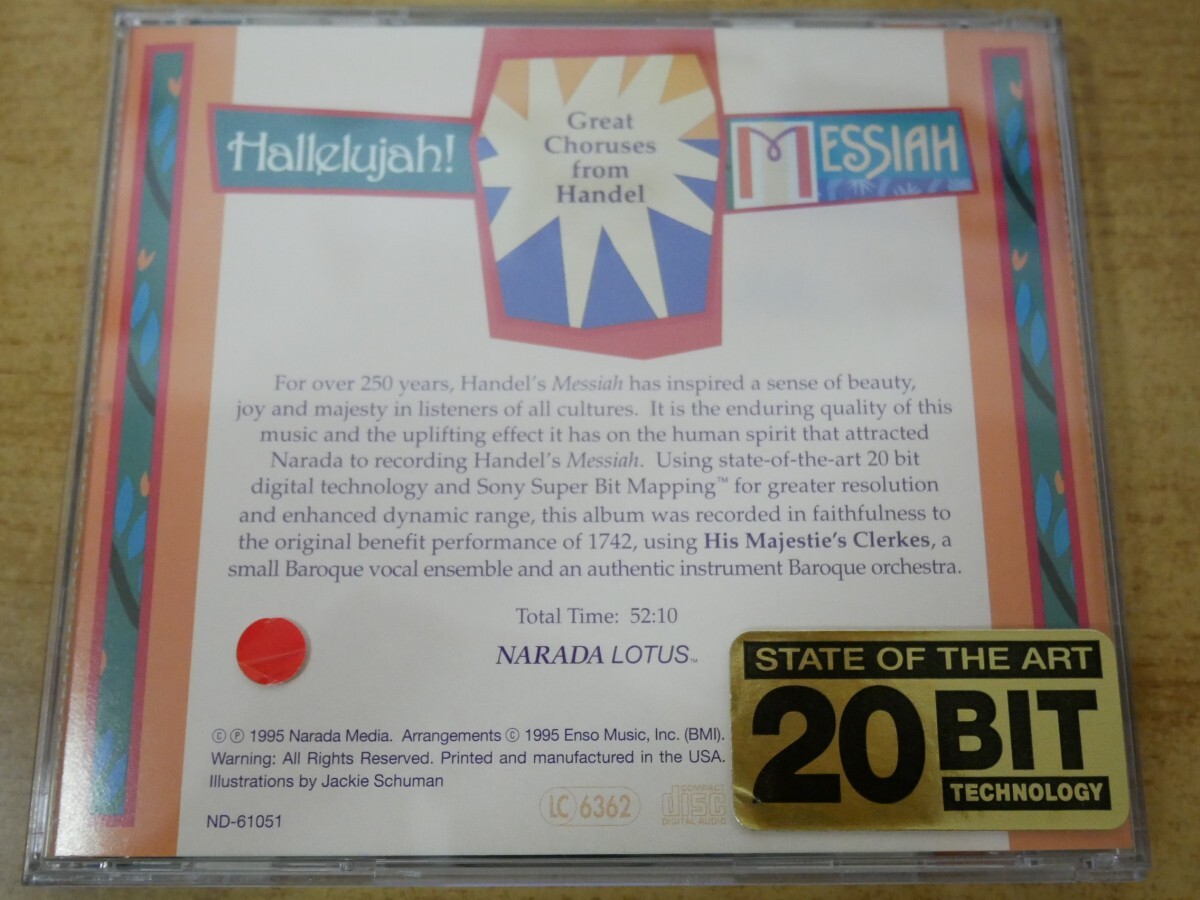 Hallelujah!
Great
Choruses
from
Handel
MESSIAH
For over 250 years, Handel's Messiah has inspired a sense of beauty,
joy and majesty in listeners of all cultures. It is the enduring quality of this
music and the uplifting effect it has on the human spirit that attracted
Narada to recording Handel's Messiah. Using state-of-the-art 20 bit
digital technology and Sony Super Bit Mapping™ for greater resolution
and enhanced dynamic range, this album was recorded in faithfulness to
the original benefit performance of 1742, using His Majestie's Clerkes, a
small Baroque vocal ensemble and an authentic instrument Baroque orchestra.
Total Time: 52:10
NARADA LOTUS™
© ℗ 1995 Narada Media. Arrangements © 1995 Enso Music, Inc. (BMI).
Warning: All Rights Reserved. Printed and manufactured in the USA.
Illustrations by Jackie Schuman
ND-61051
LC 6362
COMPACT
disc
DIGITAL AUDIO
STATE OF THE ART
20 BIT
TECHNOLOGY